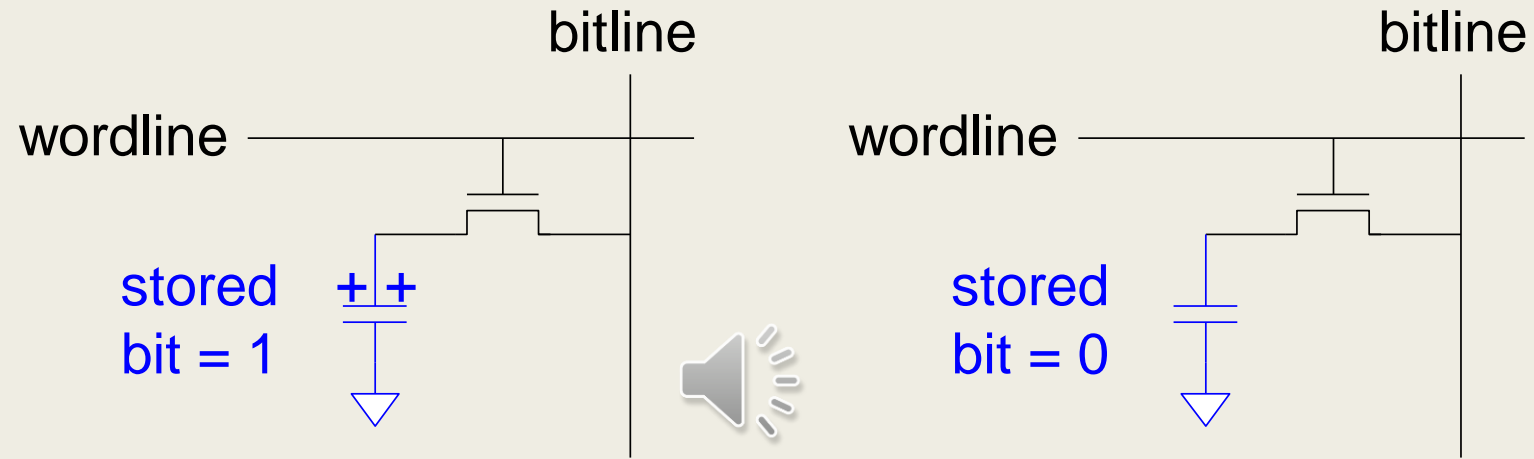 bitline
wordline
stored ++
bit = 1
bitline
wordline
stored
bit = 0